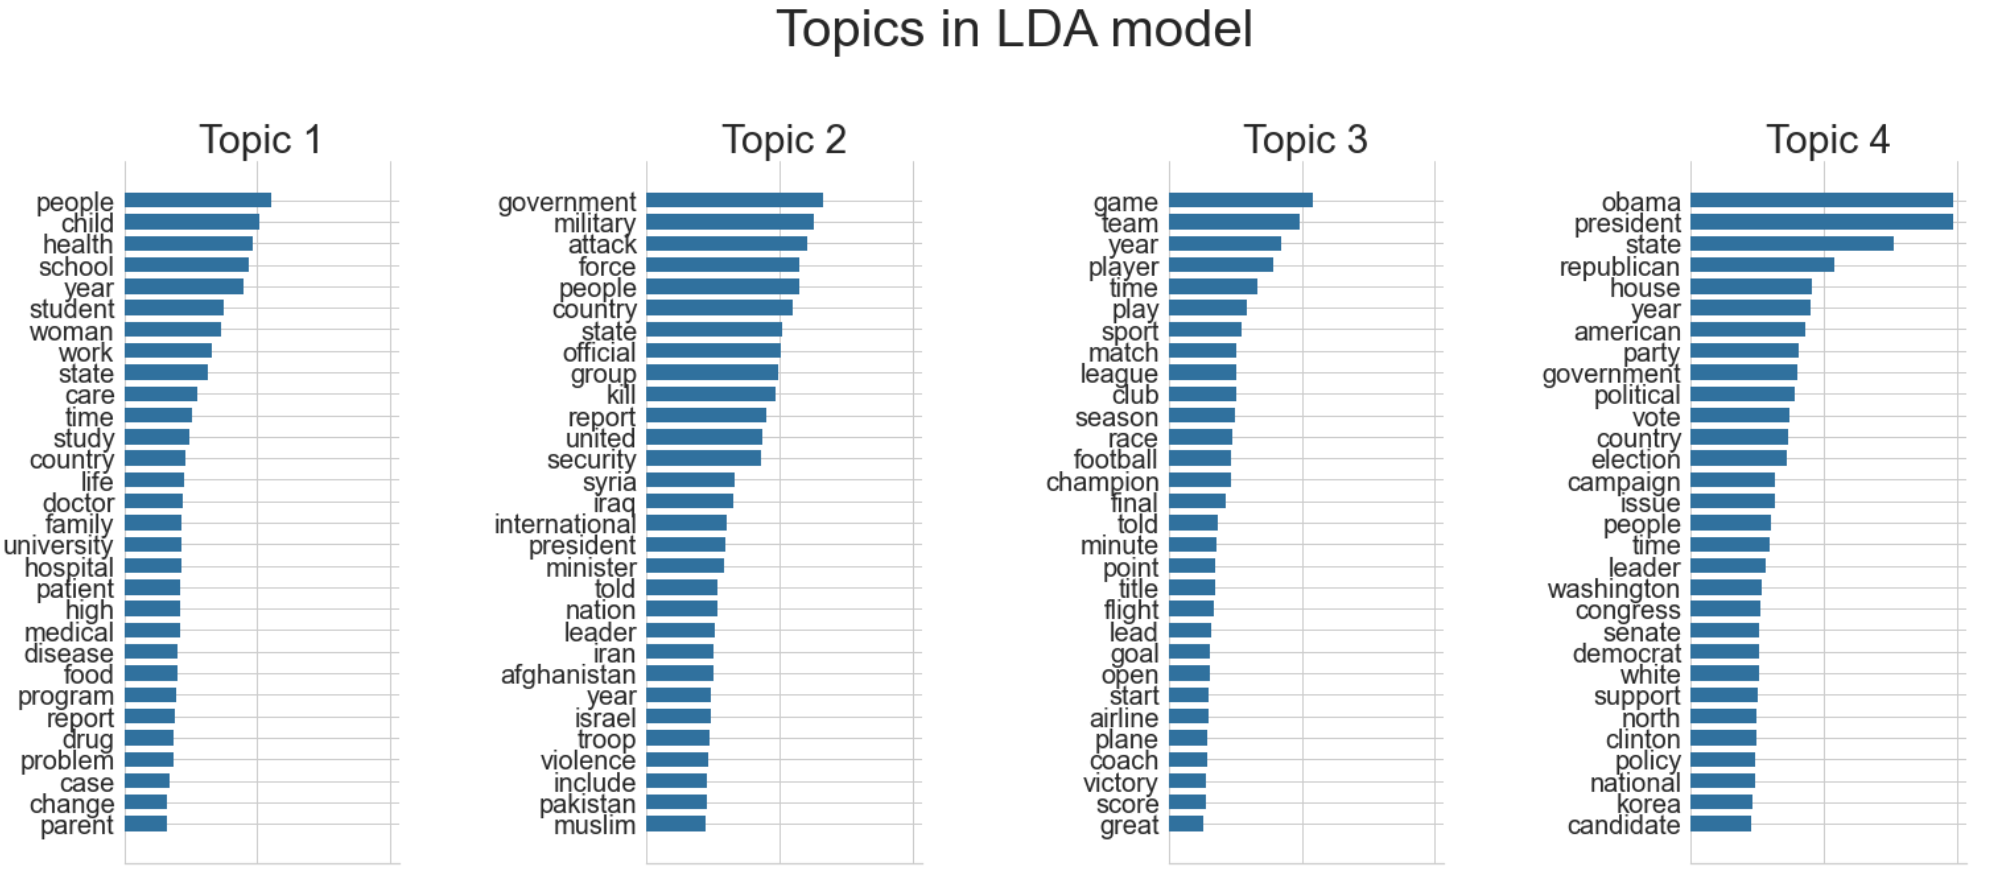 Topics in LDA model
Topic 1
people
child
health
school
year
student
woman
work
state
care
time
study
country
life
doctor
family
university
hospital
patient
high
medical
disease
food
program
report
drug
problem
case
change
parent
Topic 2
government
military
attack
force
people
country
state
official
group
kill
report
united
security
syria
iraq
international
president
minister
told
nation
leader
iran
afghanistan
year
israel
troop
violence
include
pakistan
muslim
Topic 3
game
team
year
player
time
play
sport
match
league
club
season
race
football
champion
final
told
minute
point
title
flight
lead
goal
open
start
airline
plane
coach
victory
score
great
Topic 4
obama
president
state
republican
house
year
american
party
government
political
vote
country
election
campaign
issue
people
time
leader
washington
congress
senate
democrat
white
support
north
clinton
policy
national
korea
candidate